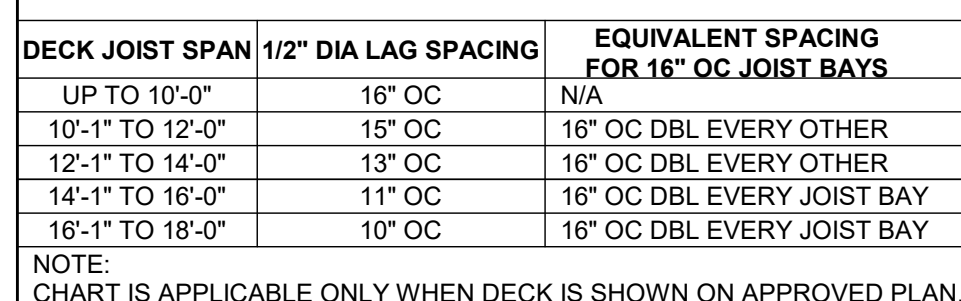 DECK JOIST SPAN 1/2" DIA LAG SPACING EQUIVALENT SPACING
FOR 16" OC JOIST BAYS
UP TO 10'-0" 16" OC N/A
10'-1" TO 12'-0" 15" OC 16" OC DBL EVERY OTHER
12'-1" TO 14'-0" 13" OC 16" OC DBL EVERY OTHER
14'-1" TO 16'-0" 11" OC 16" OC DBL EVERY JOIST BAY
16'-1" TO 18'-0" 10" OC 16" OC DBL EVERY JOIST BAY
NOTE:
CHART IS APPLICABLE ONLY WHEN DECK IS SHOWN ON APPROVED PLAN.